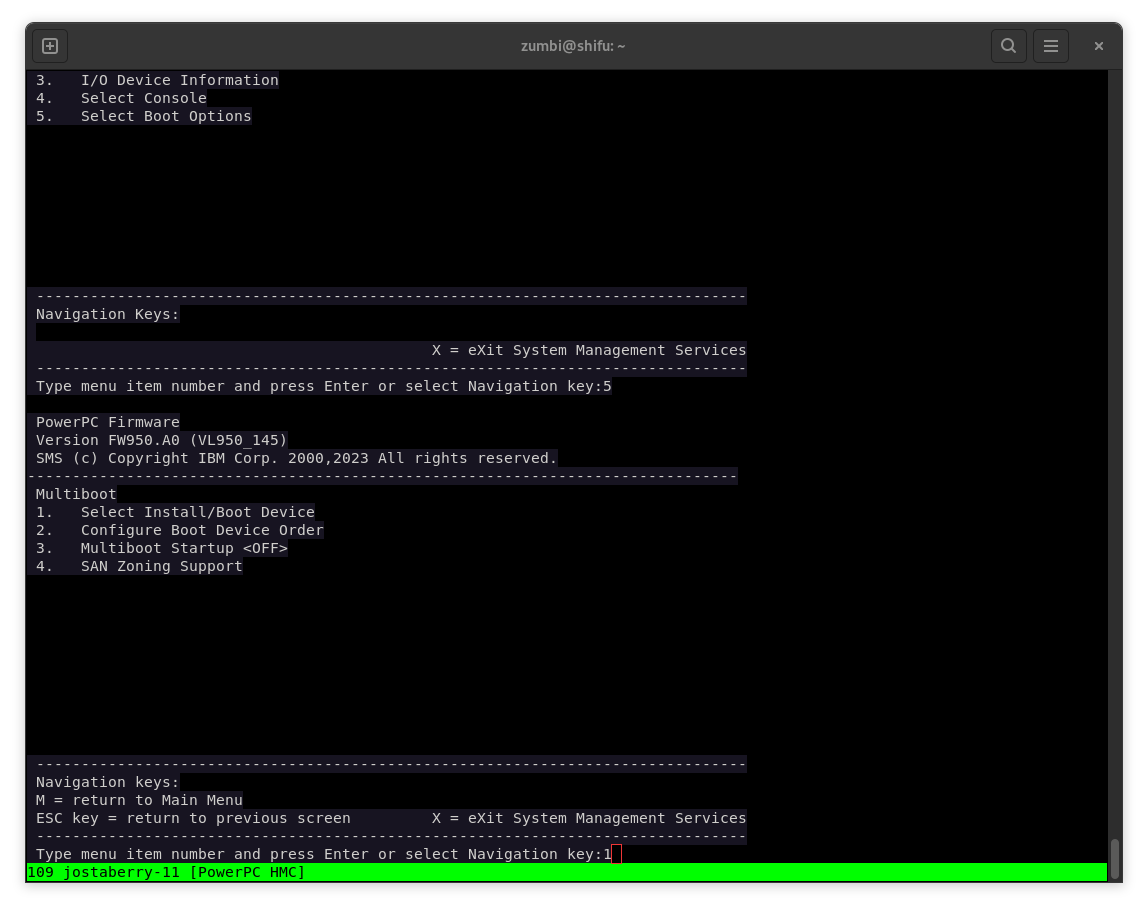 zumbi@shifu: ~
3.   I/O Device Information
4.   Select Console
5.   Select Boot Options
-------------------------------------------------------------------------------
Navigation Keys:
X = eXit System Management Services
-------------------------------------------------------------------------------
Type menu item number and press Enter or select Navigation key:5
PowerPC Firmware
Version FW950.A0 (VL950_145)
SMS (c) Copyright IBM Corp. 2000,2023 All rights reserved.
-------------------------------------------------------------------------------
Multiboot
1.   Select Install/Boot Device
2.   Configure Boot Device Order
3.   Multiboot Startup <OFF>
4.   SAN Zoning Support
-------------------------------------------------------------------------------
Navigation keys:
M = return to Main Menu
ESC key = return to previous screen         X = eXit System Management Services
-------------------------------------------------------------------------------
Type menu item number and press Enter or select Navigation key:1
109 jostaberry-11 [PowerPC HMC]